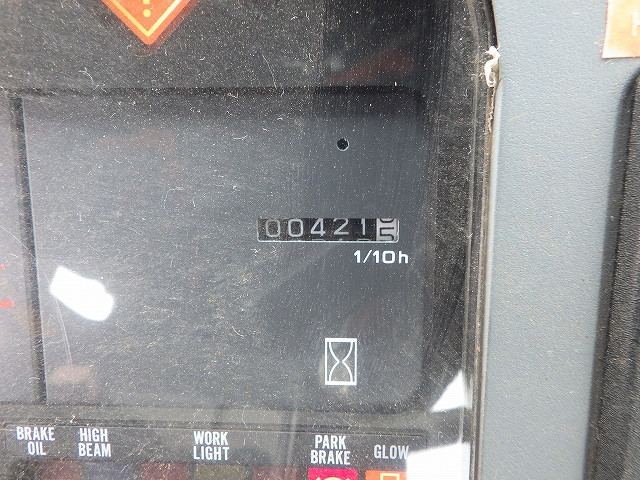 00421
1/10h
BRAKE OIL
HIGH BEAM
WORK LIGHT
PARK BRAKE
GLOW